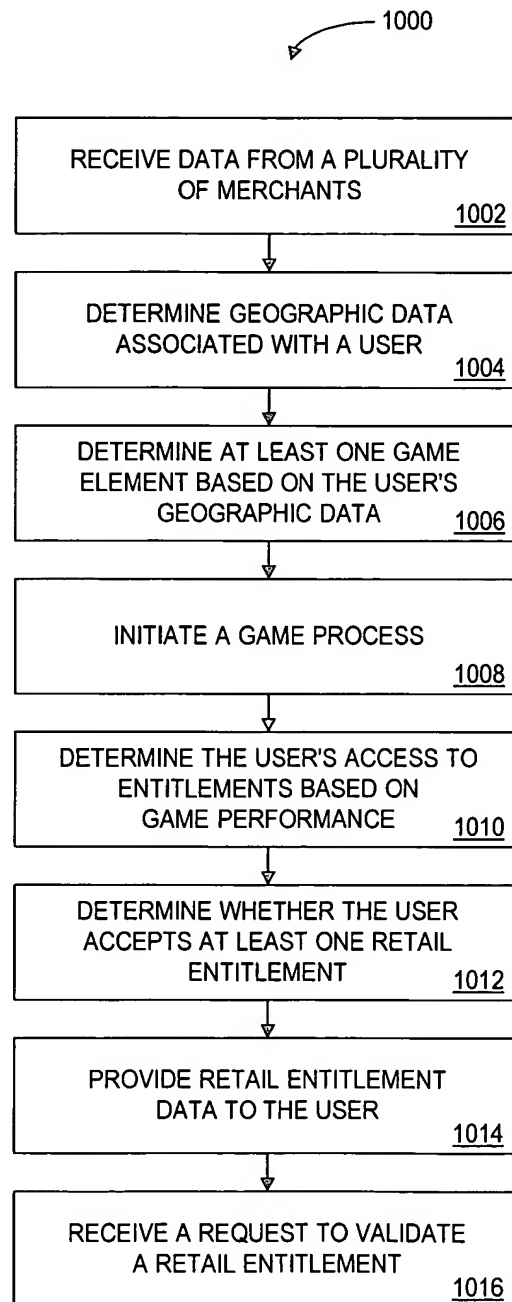 1000
RECEIVE DATA FROM A PLURALITY
OF MERCHANTS
1002
DETERMINE GEOGRAPHIC DATA
ASSOCIATED WITH A USER
1004
DETERMINE AT LEAST ONE GAME
ELEMENT BASED ON THE USER'S
GEOGRAPHIC DATA
1006
INITIATE A GAME PROCESS
1008
DETERMINE THE USER'S ACCESS TO
ENTITLEMENTS BASED ON
GAME PERFORMANCE
1010
DETERMINE WHETHER THE USER
ACCEPTS AT LEAST ONE RETAIL
ENTITLEMENT
1012
PROVIDE RETAIL ENTITLEMENT
DATA TO THE USER
1014
RECEIVE A REQUEST TO VALIDATE
A RETAIL ENTITLEMENT
1016